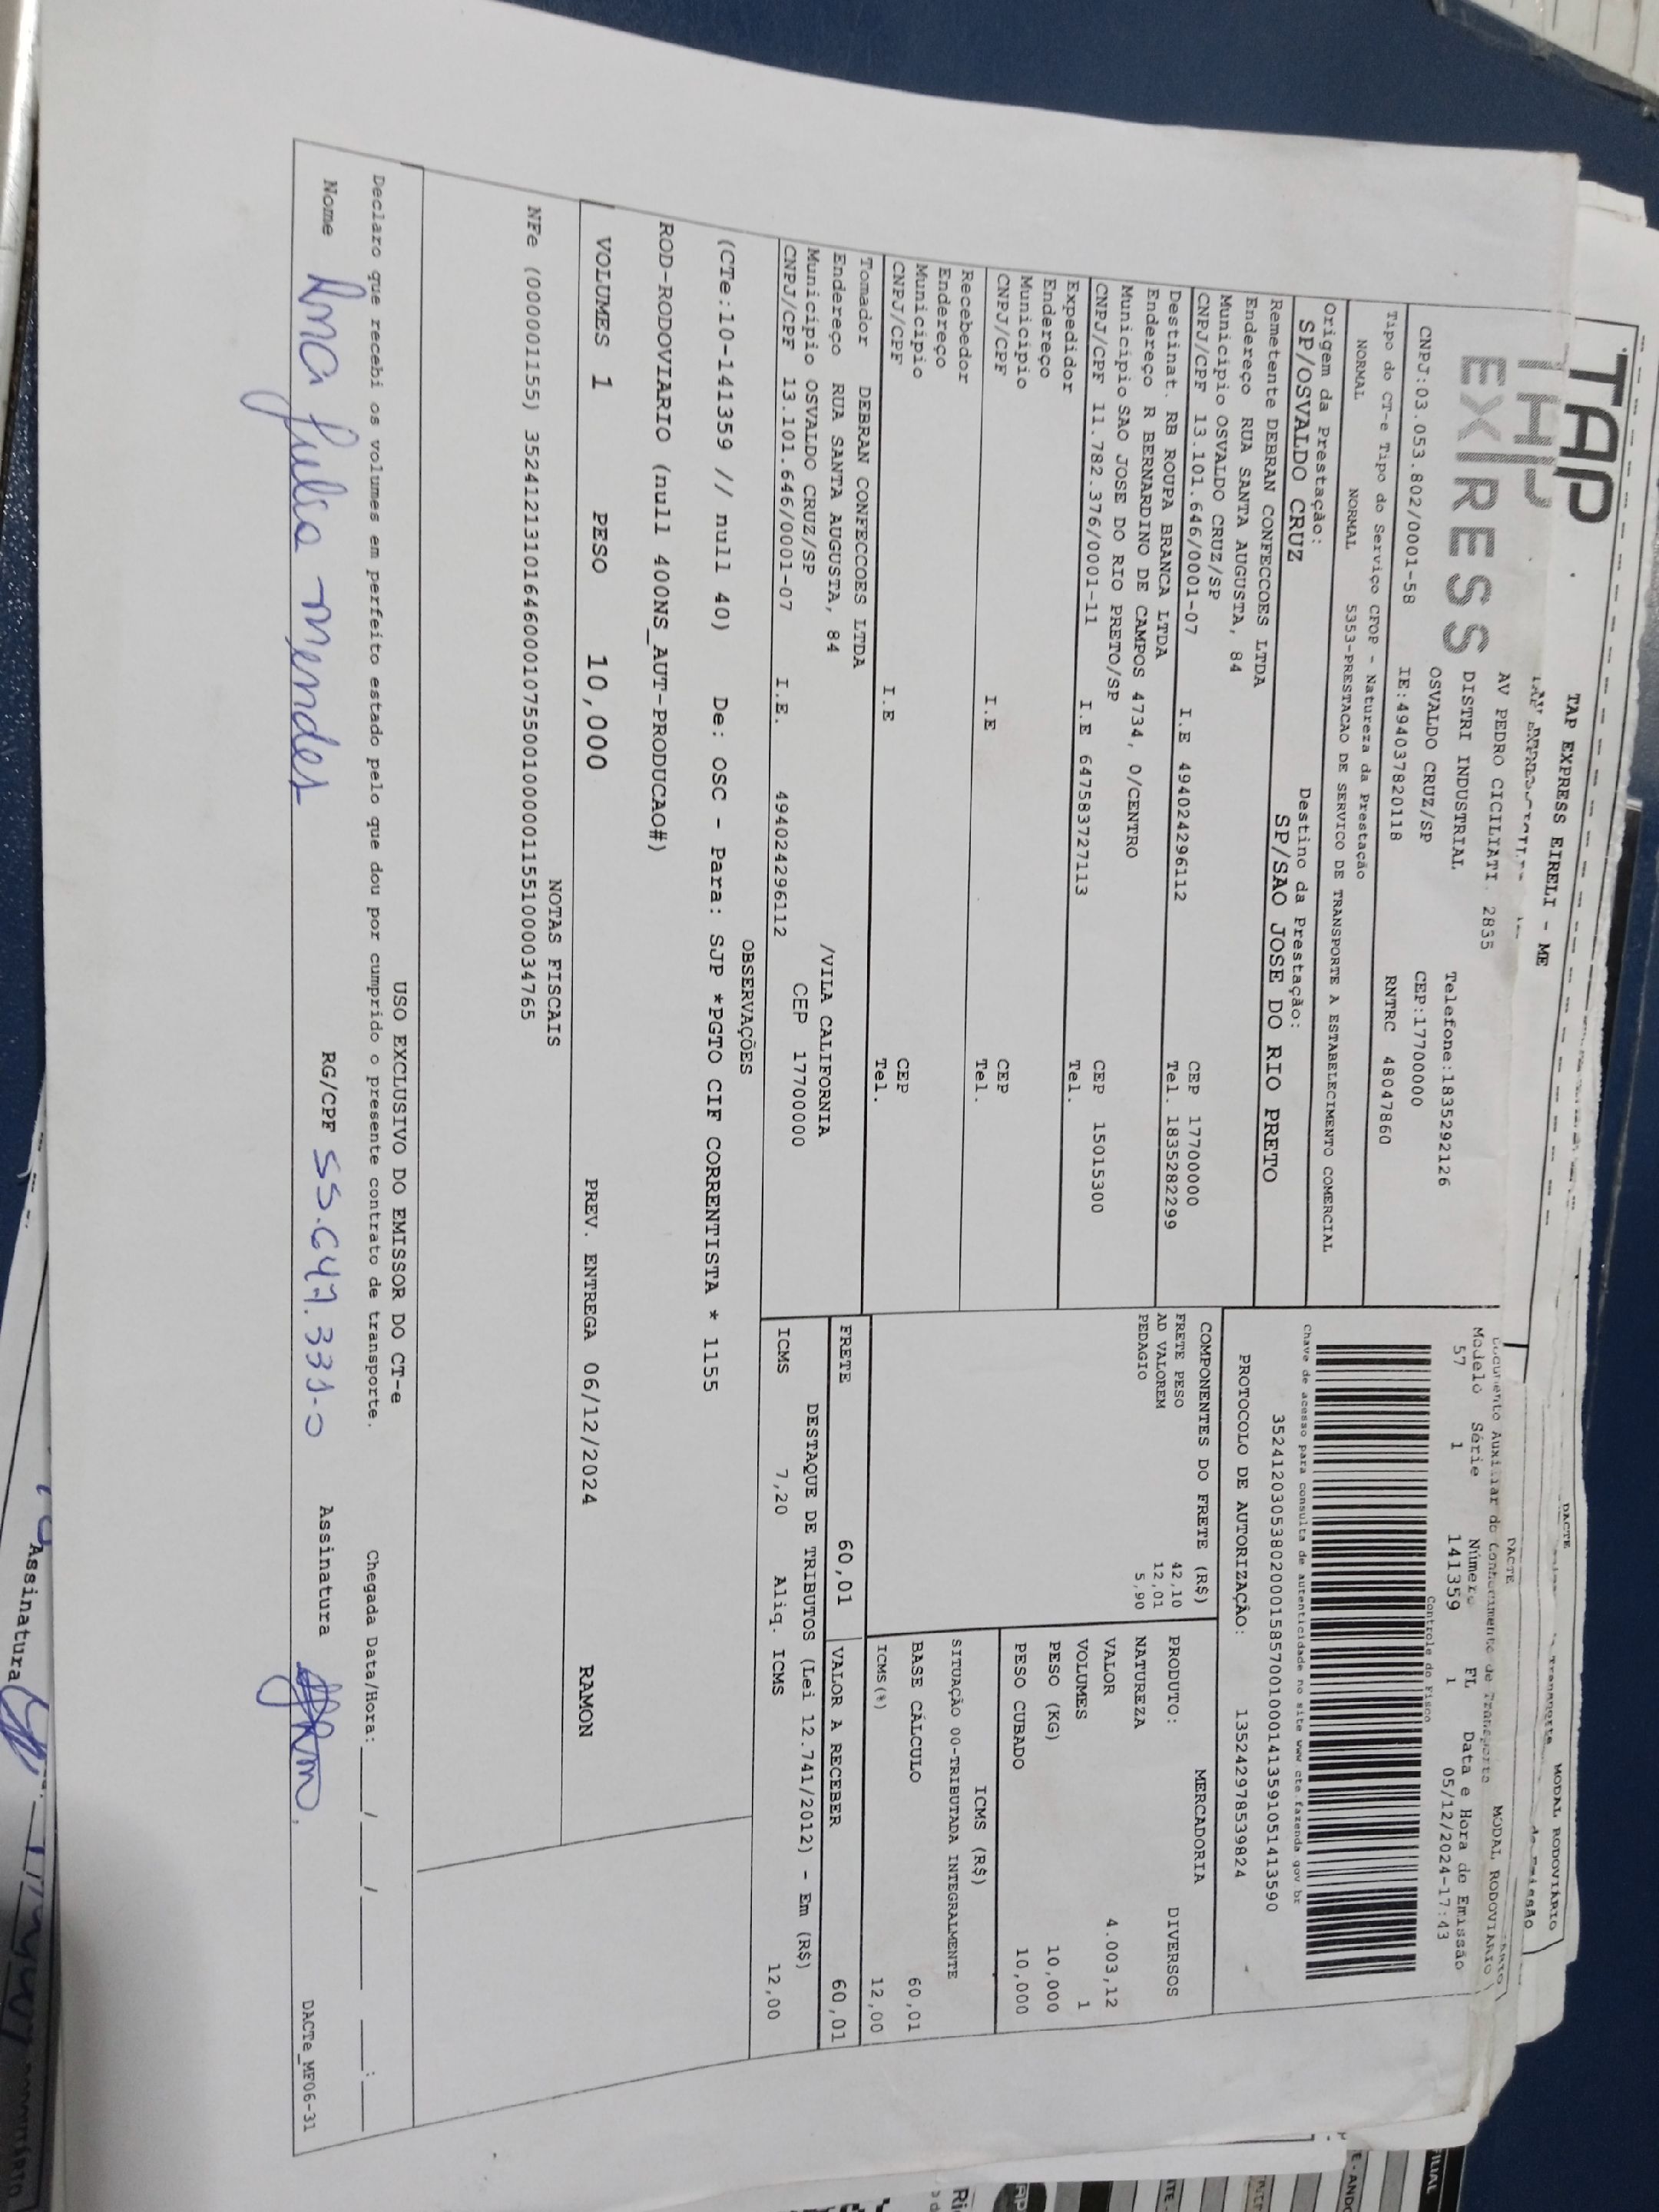 TAP
EXPRESS
TAP EXPRESS EIRELI - ME
AV PEDRO CICILIATI, 2835
DISTRI INDUSTRIAL
Telefone:1835292126
OSVALDO CRUZ/SP
CEP:17700000
CNPJ:03.053.802/0001-58 IE:494037820118 RNTRC 48047860
DACTE MODAL RODOVIÁRIO
DACTE MODAL RODOVIÁRIO
Documento Auxiliar do Conhecimento de Transporte
Modelo Série Número FL Data e Hora de Emissão
57 1 141359 1 05/12/2024-17:43
Controle do Fisco
Chave de acesso para consulta de autenticidade no site www.cte.fazenda.gov.br
PROTOCOLO DE AUTORIZAÇÃO: 135242978539824
Tipo do CT-e Tipo do Serviço CFOP - Natureza da Prestação
NORMAL NORMAL 5353-PRESTACAO DE SERVICO DE TRANSPORTE A ESTABELECIMENTO COMERCIAL
Origem da Prestação: Destino da Prestação:
SP/OSVALDO CRUZ SP/SAO JOSE DO RIO PRETO
Remetente DEBRAN CONFECCOES LTDA
Endereço RUA SANTA AUGUSTA, 84
Municipio OSVALDO CRUZ/SP CEP 17700000
CNPJ/CPF 13.101.646/0001-07 I.E 494024296112 Tel. 1835282299
Destinat. RB ROUPA BRANCA LTDA
Endereço R BERNARDINO DE CAMPOS 4734, 0/CENTRO
Municipio SAO JOSE DO RIO PRETO/SP CEP 15015300
CNPJ/CPF 11.782.376/0001-11 I.E 647583727113 Tel.
Expedidor
Endereço
Municipio CEP
CNPJ/CPF I.E Tel.
Recebedor
Endereço
Municipio CEP
CNPJ/CPF I.E Tel.
Tomador DEBRAN CONFECCOES LTDA
Endereço RUA SANTA AUGUSTA, 84 /VILA CALIFORNIA
Municipio OSVALDO CRUZ/SP CEP 17700000
CNPJ/CPF 13.101.646/0001-07 I.E. 494024296112
COMPONENTES DO FRETE (R$)
FRETE PESO 42,10
AD VALOREM 12,01
PEDAGIO 5,90
MERCADORIA
PRODUTO: DIVERSOS
NATUREZA
VALOR 4.003,12
VOLUMES 1
PESO (KG) 10,000
PESO CUBADO 10,000
ICMS (R$)
SITUAÇÃO 00-TRIBUTADA INTEGRALMENTE
BASE CÁLCULO 60,01
ICMS(%) 12,00
FRETE 60,01 VALOR A RECEBER 60,01
DESTAQUE DE TRIBUTOS (Lei 12.741/2012) - Em (R$)
ICMS 7,20 Aliq. ICMS 12,00
OBSERVAÇÕES
(CTe:10-141359 // null 40) De: OSC - Para: SJP *PGTO CIF CORRENTISTA * 1155
ROD-RODOVIARIO (null 400NS_AUT-PRODUCAO#)
VOLUMES 1 PESO 10,000 PREV. ENTREGA 06/12/2024 RAMON
NOTAS FISCAIS
NFe (000001155) 35241213101646000107550010000011551000034765
USO EXCLUSIVO DO EMISSOR DO CT-e
Declaro que recebi os volumes em perfeito estado pelo que dou por cumprido o presente contrato de transporte. Chegada Data/Hora:____/____/____ ____:____
Nome Ana Julia Mendes RG/CPF 55.647.331-0 Assinatura
DACTe_MF06-31
Assinatura